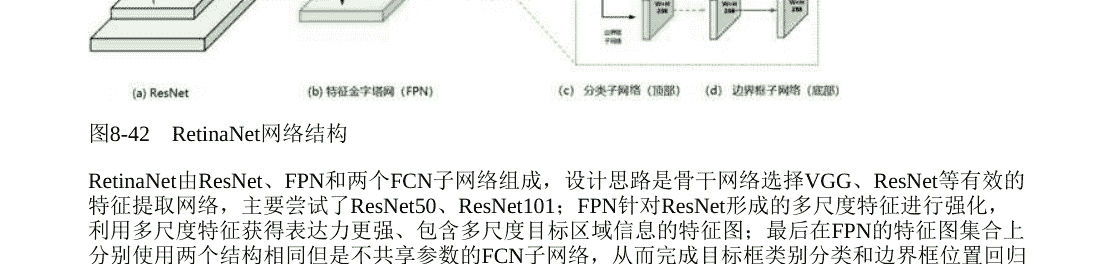 W×H
256
W×H
256
W×H
256
边界框
子网络
(a) ResNet
(b) 特征金字塔网（FPN）
（c） 分类子网络（顶部）
（d） 边界框子网络（底部）
图8-42 RetinaNet网络结构
RetinaNet由ResNet、FPN和两个FCN子网络组成，设计思路是骨干网络选择VGG、ResNet等有效的
特征提取网络，主要尝试了ResNet50、ResNet101；FPN针对ResNet形成的多尺度特征进行强化，
利用多尺度特征获得表达力更强、包含多尺度目标区域信息的特征图；最后在FPN的特征图集合上
分别使用两个结构相同但是不共享参数的FCN子网络，从而完成目标框类别分类和边界框位置回归